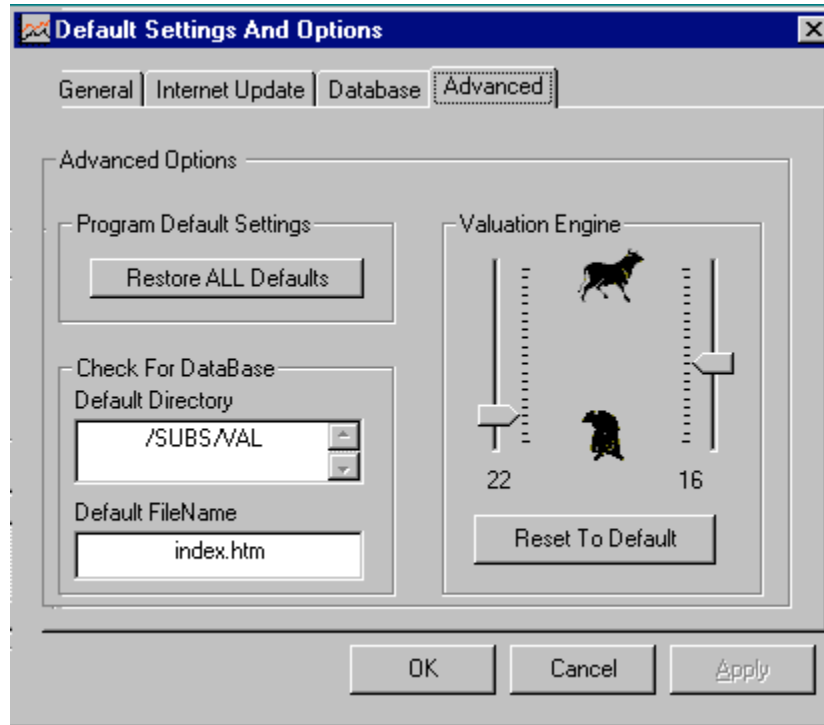 Default Settings And Options
General Internet Update Database Advanced
Advanced Options
Program Default Settings
Restore ALL Defaults
Check For DataBase
Default Directory
/SUBS/VAL
Default FileName
index.htm
Valuation Engine
22 16
Reset To Default
OK Cancel Apply